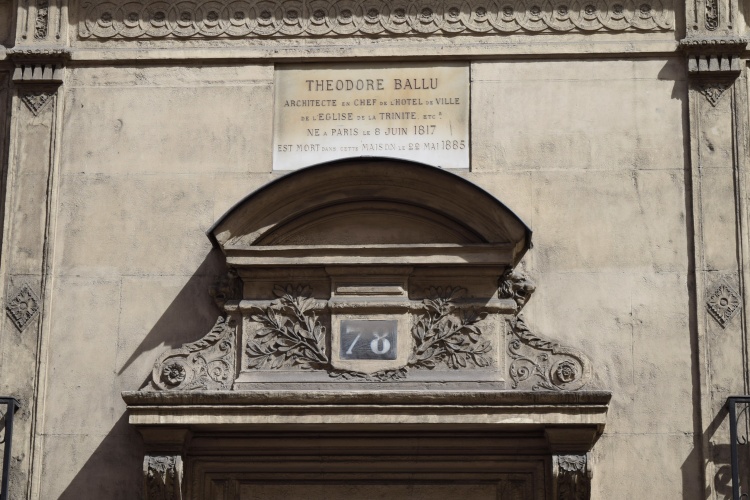 THEODORE BALLU
ARCHITECTE EN CHEF DE L'HOTEL DE VILLE
DE L'EGLISE DE LA TRINITE ETC.
NE A PARIS LE 8 JUIN 1817
EST MORT DANS CETTE MAISON LE 22 MAI 1885
78